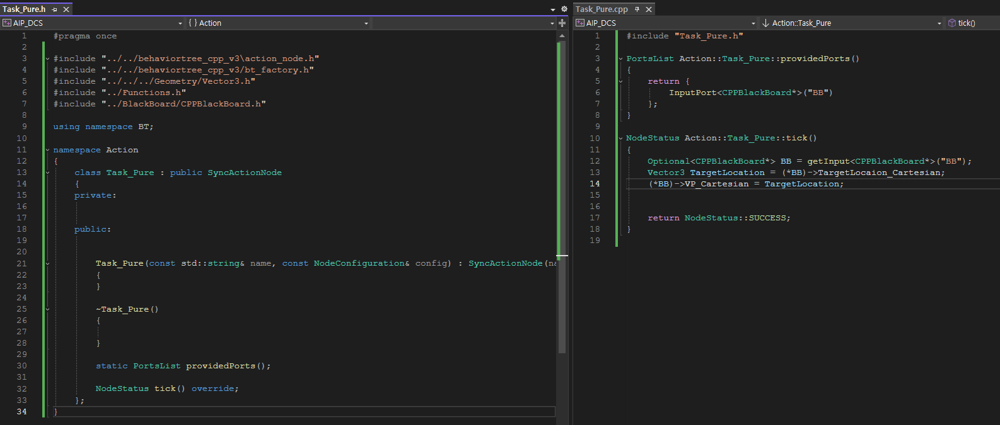 Task_Pure.h
AIP_DCS
{ } Action
1 #pragma once
2
3 #include "../../behaviortree_cpp_v3\action_node.h"
4 #include "../../behaviortree_cpp_v3/bt_factory.h"
5 #include "../../../Geometry/Vector3.h"
6 #include "../Functions.h"
7 #include "../BlackBoard/CPPBlackBoard.h"
8
9 using namespace BT;
10
11 namespace Action
12 {
13 class Task_Pure : public SyncActionNode
14 {
15 private:
16
17
18 public:
19
20
21 Task_Pure(const std::string& name, const NodeConfiguration& config) : SyncActionNode(na
22 {
23 }
24
25 ~Task_Pure()
26 {
27
28 }
29
30 static PortsList providedPorts();
31
32 NodeStatus tick() override;
33 };
34 }
Task_Pure.cpp
AIP_DCS
Action::Task_Pure
tick()
1 #include "Task_Pure.h"
2
3 PortsList Action::Task_Pure::providedPorts()
4 {
5 return {
6 InputPort<CPPBlackBoard*>("BB")
7 };
8 }
9
10 NodeStatus Action::Task_Pure::tick()
11 {
12 Optional<CPPBlackBoard*> BB = getInput<CPPBlackBoard*>("BB");
13 Vector3 TargetLocation = (*BB)->TargetLocaion_Cartesian;
14 (*BB)->VP_Cartesian = TargetLocation;
15
16
17 return NodeStatus::SUCCESS;
18 }
19